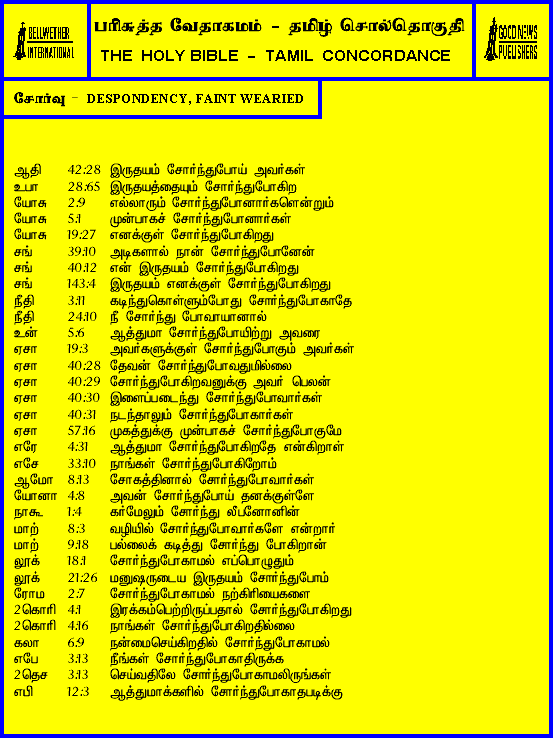 BELLWETHER
INTERNATIONAL
பரிசுத்த வேதாகமம் – தமிழ் சொல்தொகுதி
THE HOLY BIBLE – TAMIL CONCORDANCE
GOOD NEWS
PUBLISHERS
சோர்வு – DESPONDENCY, FAINT WEARIED
ஆதி 42:28 இருதயம் சோர்ந்துபோய் அவர்கள்
உபா 28:65 இருதயத்தையும் சோர்ந்துபோகிற
யோசு 2:9 எல்லாரும் சோர்ந்துபோனார்களென்றும்
யோசு 5:1 முன்பாகச் சோர்ந்துபோனார்கள்
யோசு 19:27 எனக்குள் சோர்ந்துபோகிறது
சங் 39:10 அடிகளால் நான் சோர்ந்துபோனேன்
சங் 40:12 என் இருதயம் சோர்ந்துபோகிறது
சங் 143:4 இருதயம் எனக்குள் சோர்ந்துபோகிறது
நீதி 3:11 கடிந்துகொள்ளும்போது சோர்ந்துபோகாதே
நீதி 24:10 நீ சோர்ந்து போவாயானால்
உன் 5:6 ஆத்துமா சோர்ந்துபோயிற்று அவரை
ஏசா 19:3 அவர்களுக்குள் சோர்ந்துபோகும் அவர்கள்
ஏசா 40:28 தேவன் சோர்ந்துபோவதுமில்லை
ஏசா 40:29 சோர்ந்துபோகிறவனுக்கு அவர் பெலன்
ஏசா 40:30 இளைப்படைந்து சோர்ந்துபோவார்கள்
ஏசா 40:31 நடந்தாலும் சோர்ந்துபோகார்கள்
ஏசா 57:16 முகத்துக்கு முன்பாகச் சோர்ந்துபோகுமே
எரே 4:31 ஆத்துமா சோர்ந்துபோகிறதே என்கிறாள்
எசே 33:10 நாங்கள் சோர்ந்துபோகிறோம்
ஆமோ 8:13 சோகத்தினால் சோர்ந்துபோவார்கள்
யோனா 4:8 அவன் சோர்ந்துபோய் தனக்குள்ளே
நாகூ 1:4 கர்மேலும் சோர்ந்து லீபனோனின்
மாற் 8:3 வழியில் சோர்ந்துபோவார்களே என்றார்
மாற் 9:18 பல்லைக் கடித்து சோர்ந்து போகிறான்
லூக் 18:1 சோர்ந்துபோகாமல் எப்பொழுதும்
லூக் 21:26 மனுஷருடைய இருதயம் சோர்ந்துபோம்
ரோம 2:7 சோர்ந்துபோகாமல் நற்கிரியைகளை
2கொரி 4:1 இரக்கம்பெற்றிருப்பதால் சோர்ந்துபோகிறது
2கொரி 4:16 நாங்கள் சோர்ந்துபோகிறதில்லை
கலா 6:9 நன்மைசெய்கிறதில் சோர்ந்துபோகாமல்
எபே 3:13 நீங்கள் சோர்ந்துபோகாதிருக்க
2தெச 3:13 செய்வதிலே சோர்ந்துபோகாமலிருங்கள்
எபி 12:3 ஆத்துமாக்களில் சோர்ந்துபோகாதபடிக்கு